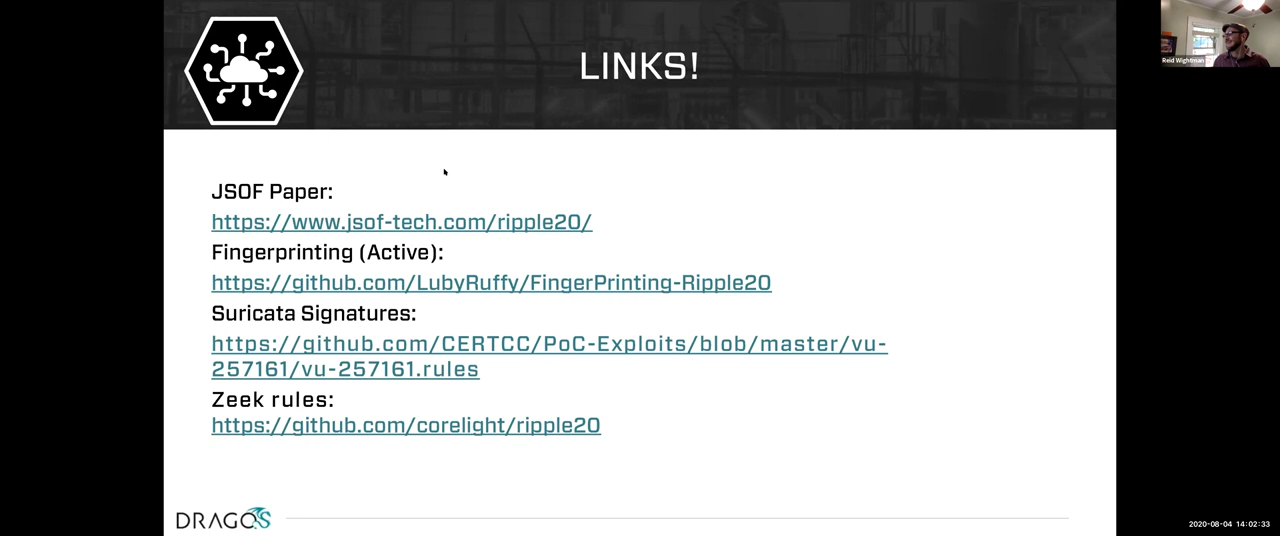 LINKS!
Reid Wightman
JSOF Paper:
https://www.jsof-tech.com/ripple20/
Fingerprinting (Active):
https://github.com/LubyRuffy/FingerPrinting-Ripple20
Suricata Signatures:
https://github.com/CERTCC/PoC-Exploits/blob/master/vu-
257161/vu-257161.rules
Zeek rules:
https://github.com/corelight/ripple20
DRAGOS
2020-08-04 14:02:33